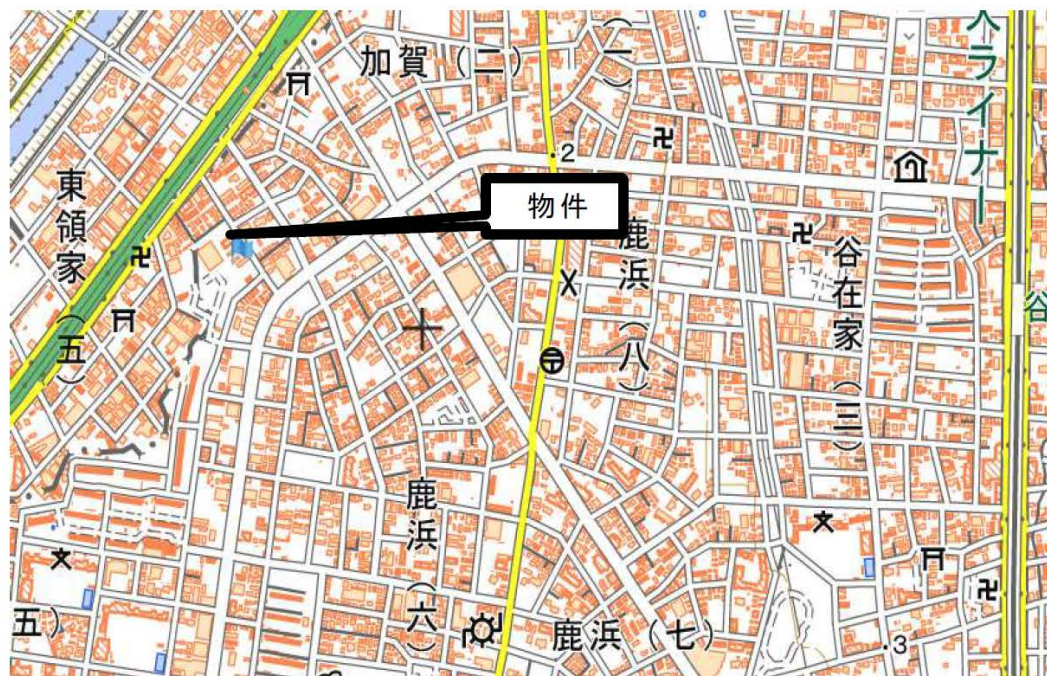 加賀(二)
(一)
大ライナー
2
物件
東領家(五)
鹿浜(八)
谷在家(三)
谷
鹿浜(六)
鹿浜(七)
五)
3